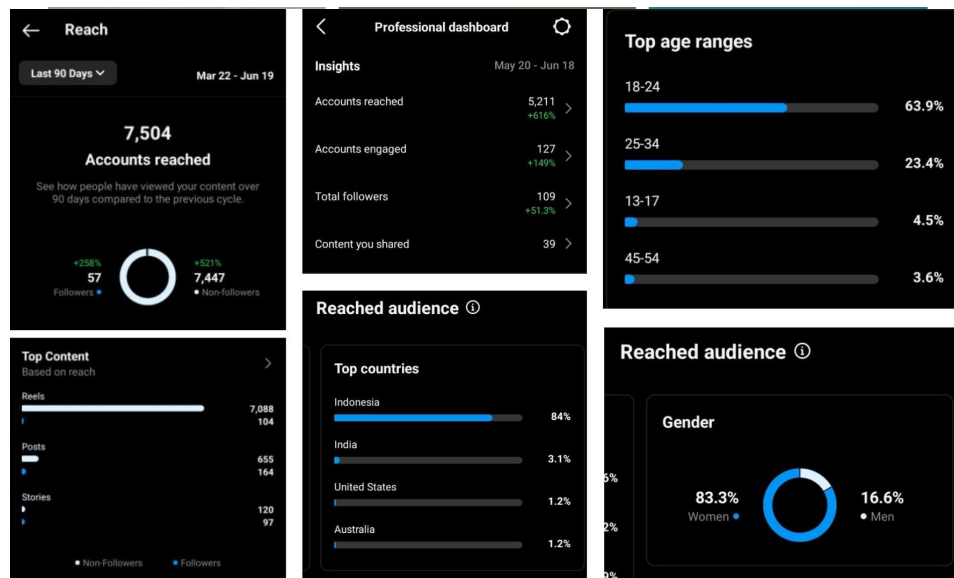 Reach
Last 90 Days
Mar 22 - Jun 19
7,504
Accounts reached
See how people have viewed your content over
90 days compared to the previous cycle.
+258%
57
Followers
+521%
7,447
Non-followers
Top Content
Based on reach
Reels
7,088
104
Posts
655
164
Stories
120
97
Non-Followers
Followers
Professional dashboard
Insights
May 20 - Jun 18
Accounts reached
5,211
+616%
Accounts engaged
127
+149%
Total followers
109
+51.3%
Content you shared
39
Reached audience
Top countries
Indonesia
84%
India
3.1%
United States
1.2%
Australia
1.2%
Top age ranges
18-24
63.9%
25-34
23.4%
13-17
4.5%
45-54
3.6%
Reached audience
Gender
83.3%
Women
16.6%
Men